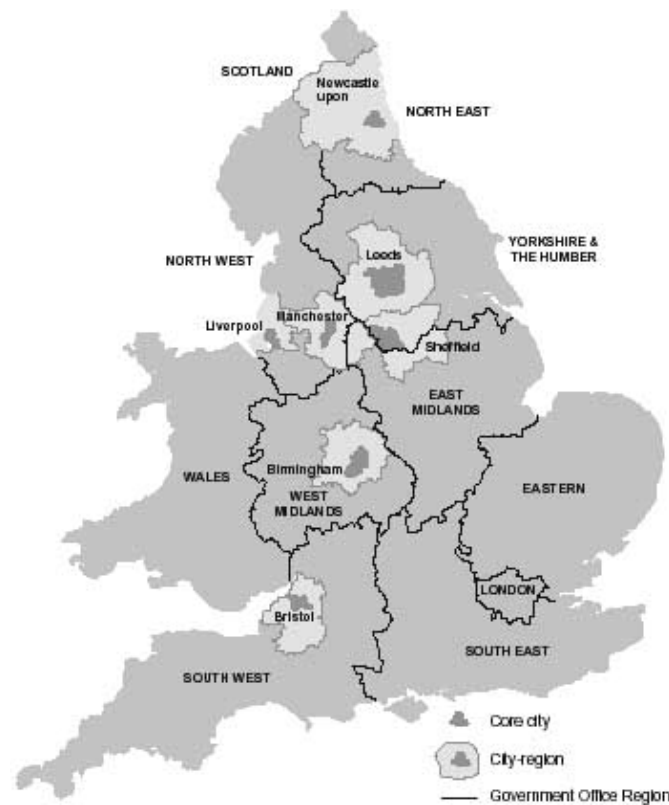 SCOTLAND
Newcastle
upon
NORTH EAST
YORKSHIRE &
THE HUMBER
NORTH WEST
Leeds
Manchester
Liverpool
Sheffield
EAST
MIDLANDS
WALES
Birmingham
WEST
MIDLANDS
EASTERN
LONDON
Bristol
SOUTH EAST
SOUTH WEST
Core city
City-region
Government Office Region